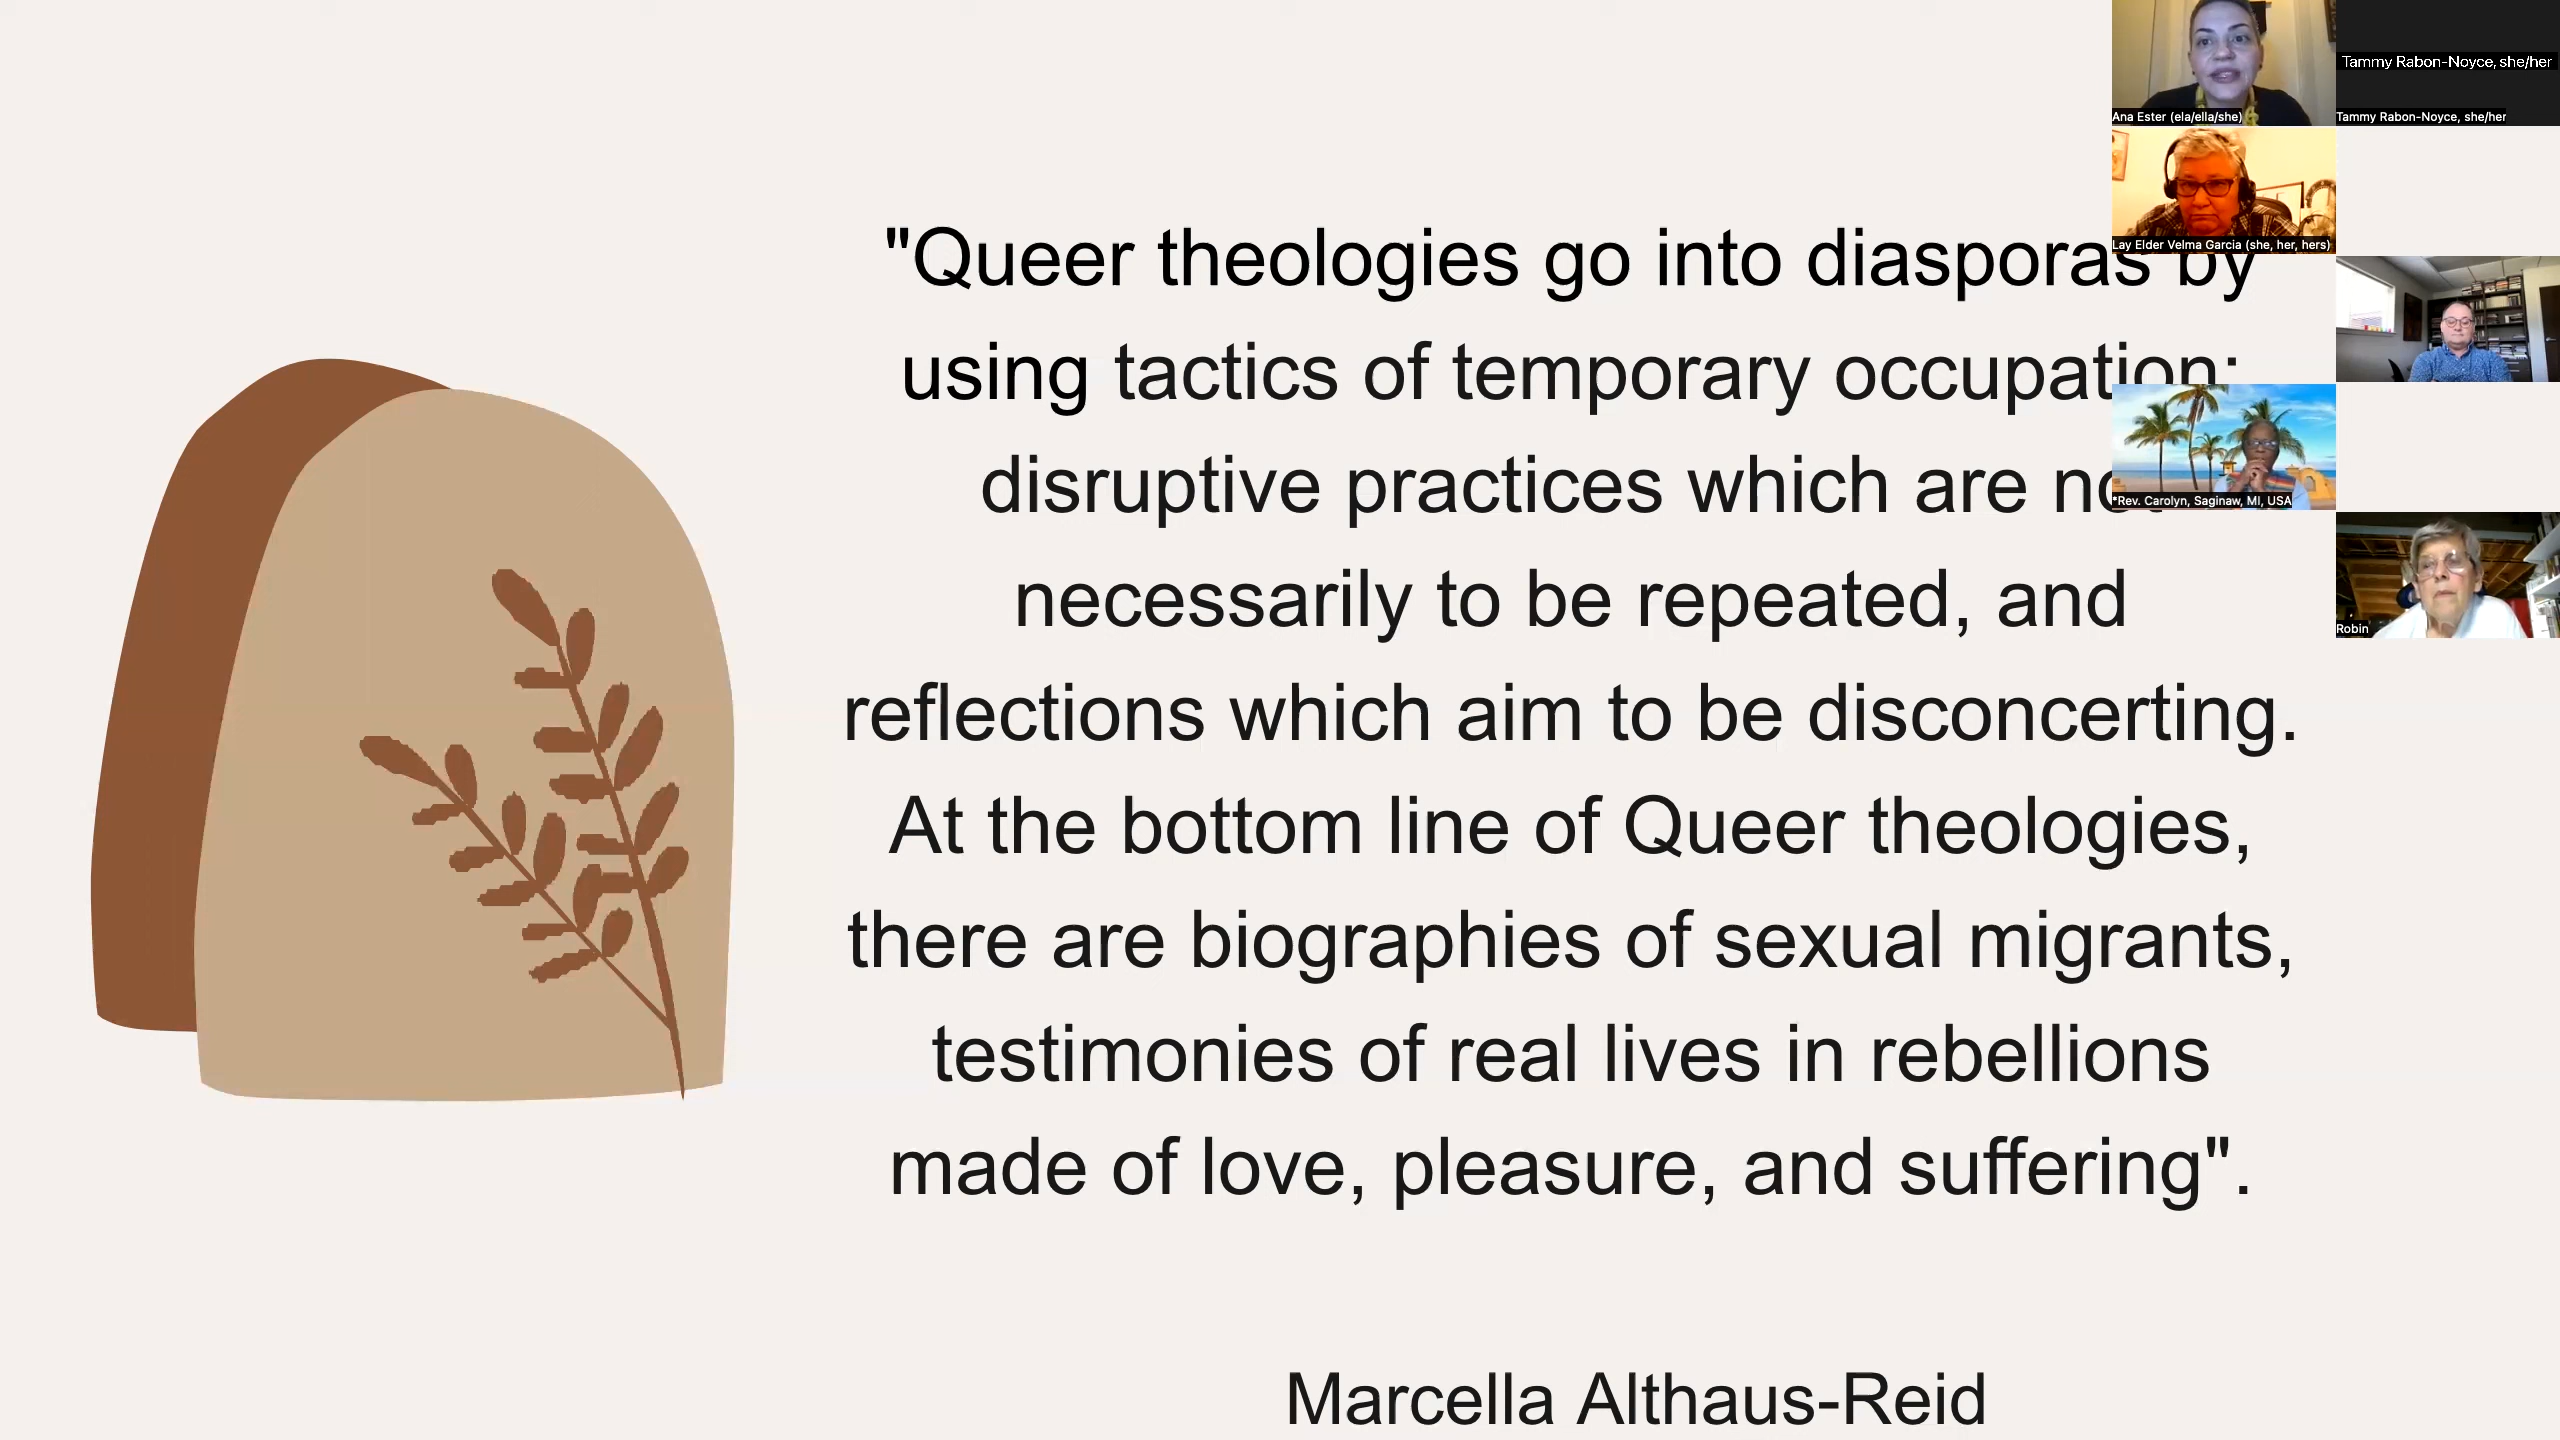 "Queer theologies go into diasporas by
using tactics of temporary occupation;
disruptive practices which are not
necessarily to be repeated, and
reflections which aim to be disconcerting.
At the bottom line of Queer theologies,
there are biographies of sexual migrants,
testimonies of real lives in rebellions
made of love, pleasure, and suffering".
Marcella Althaus-Reid
Ana Ester (ela/ella/she)
Tammy Rabon-Noyce, she/her
Tammy Rabon-Noyce, she/her
Lay Elder Velma Garcia (she, her, hers)
*Rev. Carolyn, Saginaw, MI, USA
Robin